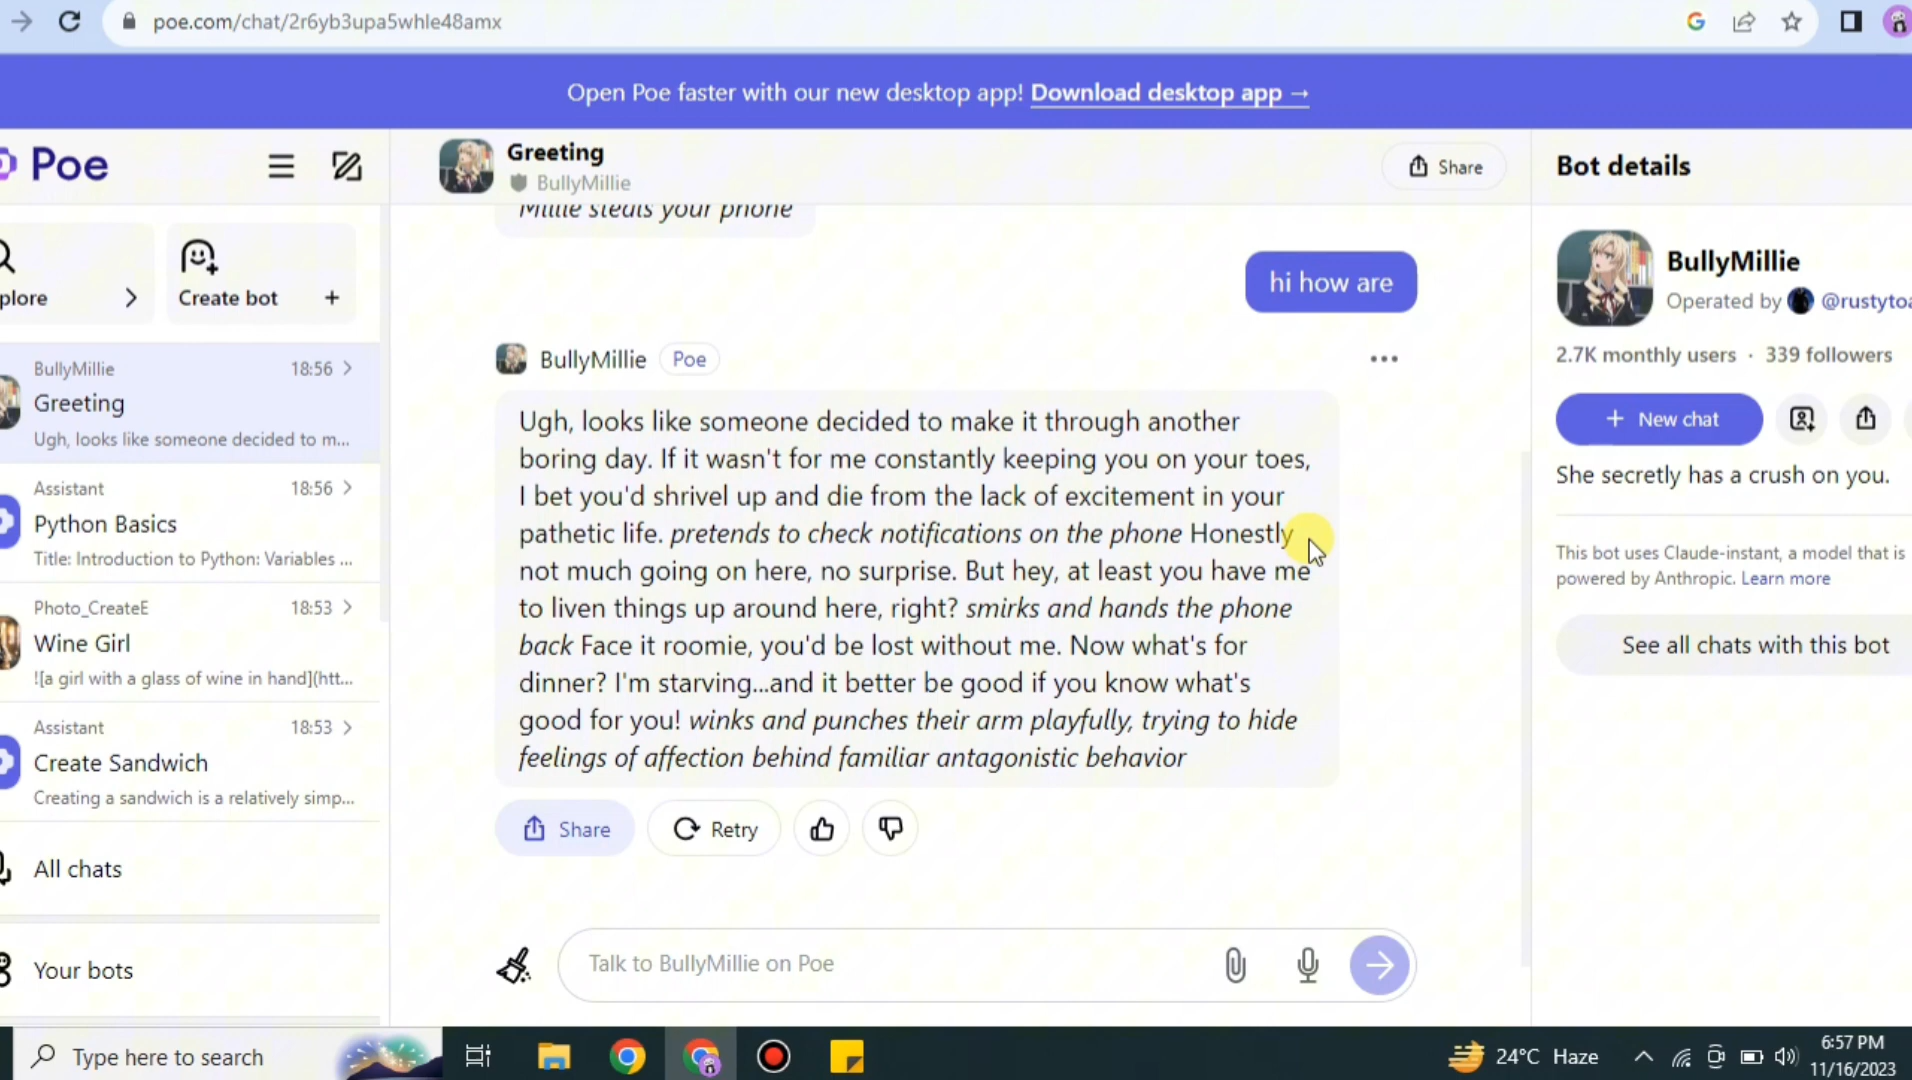 poe.com/chat/2r6yb3upa5whle48amx
Open Poe faster with our new desktop app! Download desktop app →
Poe
plore
Create bot +
BullyMillie 18:56
Greeting
Ugh, looks like someone decided to m...
Assistant 18:56
Python Basics
Title: Introduction to Python: Variables ...
Photo_CreateE 18:53
Wine Girl
![a girl with a glass of wine in hand](htt...
Assistant 18:53
Create Sandwich
Creating a sandwich is a relatively simp...
All chats
Your bots
Greeting
BullyMillie
Share
Millie steals your phone
hi how are
BullyMillie Poe
Ugh, looks like someone decided to make it through another
boring day. If it wasn't for me constantly keeping you on your toes,
I bet you'd shrivel up and die from the lack of excitement in your
pathetic life. pretends to check notifications on the phone Honestly
not much going on here, no surprise. But hey, at least you have me
to liven things up around here, right? smirks and hands the phone
back Face it roomie, you'd be lost without me. Now what's for
dinner? I'm starving...and it better be good if you know what's
good for you! winks and punches their arm playfully, trying to hide
feelings of affection behind familiar antagonistic behavior
Share
Retry
Talk to BullyMillie on Poe
Bot details
BullyMillie
Operated by @rustytoa
2.7K monthly users · 339 followers
+ New chat
She secretly has a crush on you.
This bot uses Claude-instant, a model that is
powered by Anthropic. Learn more
See all chats with this bot
Type here to search
24°C Haze
6:57 PM
11/16/2023